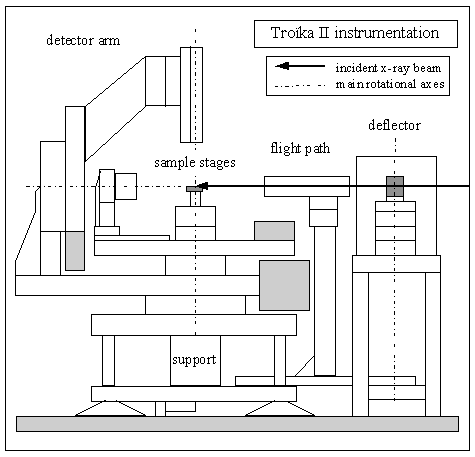 Troïka II instrumentation
detector arm
incident x-ray beam
main rotational axes
deflector
flight path
sample stages
support